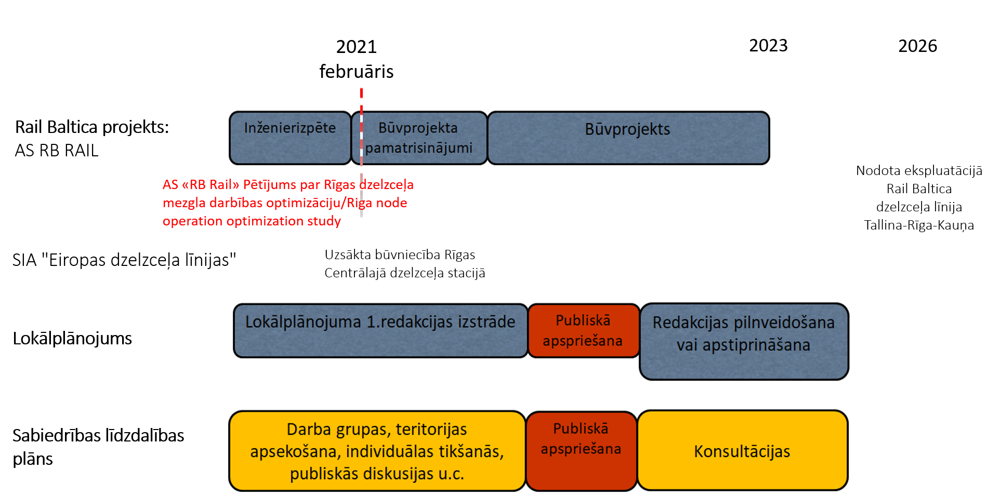 2021
februāris
2023
2026
Rail Baltica projekts:
AS RB RAIL
Inženierizpēte
Būvprojekta
pamatrisinājumi
Būvprojekts
AS «RB Rail» Pētījums par Rīgas dzelzceļa
mezgla darbības optimizāciju/Riga node
operation optimization study
Nodota ekspluatācijā
Rail Baltica
dzelzceļa līnija
Tallina-Rīga-Kauņa
SIA "Eiropas dzelzceļa līnijas"
Uzsākta būvniecība Rīgas
Centrālajā dzelzceļa stacijā
Lokālplānojums
Lokālplānojuma 1.redakcijas izstrāde
Publiskā
apspriešana
Redakcijas pilnveidošana
vai apstiprināšana
Sabiedrības līdzdalības
plāns
Darba grupas, teritorijas
apsekošana, individuālas tikšanās,
publiskās diskusijas u.c.
Publiskā
apspriešana
Konsultācijas